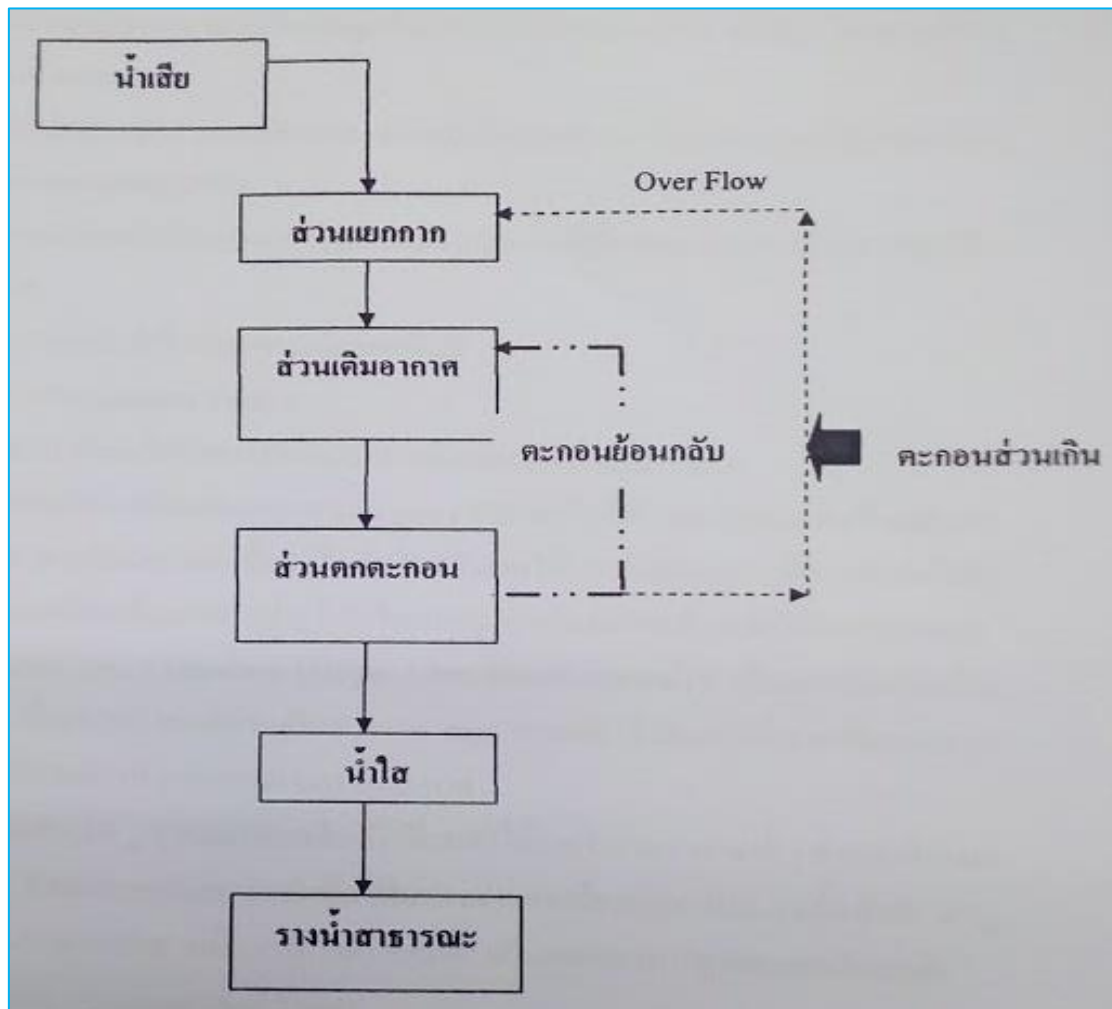 น้ำเสีย
Over Flow
ส่วนแยกกาก
ส่วนเติมอากาศ
ตะกอนย้อนกลับ
ตะกอนส่วนเกิน
ส่วนตกตะกอน
น้ำใส
รางน้ำสาธารณะ